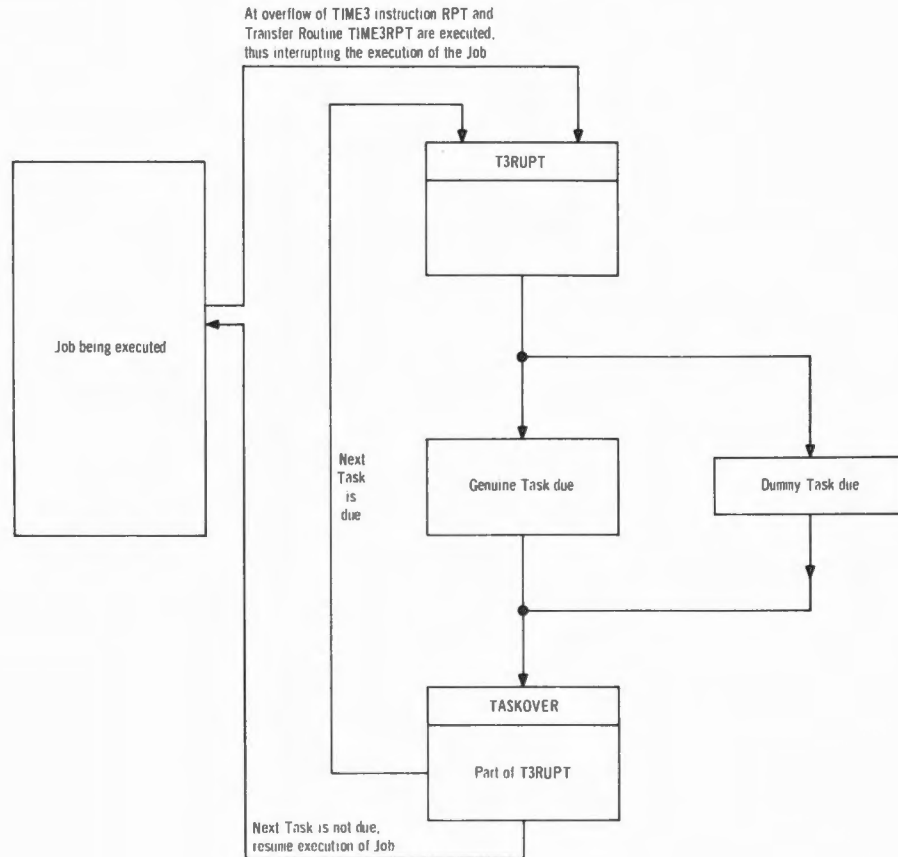 At overflow of TIME3 instruction RPT and
Transfer Routine TIME3RPT are executed,
thus interrupting the execution of the Job
T3RUPT
Job being executed
Next
Task
is
due
Genuine Task due
Dummy Task due
TASKOVER
Part of T3RUPT
Next Task is not due,
resume execution of Job